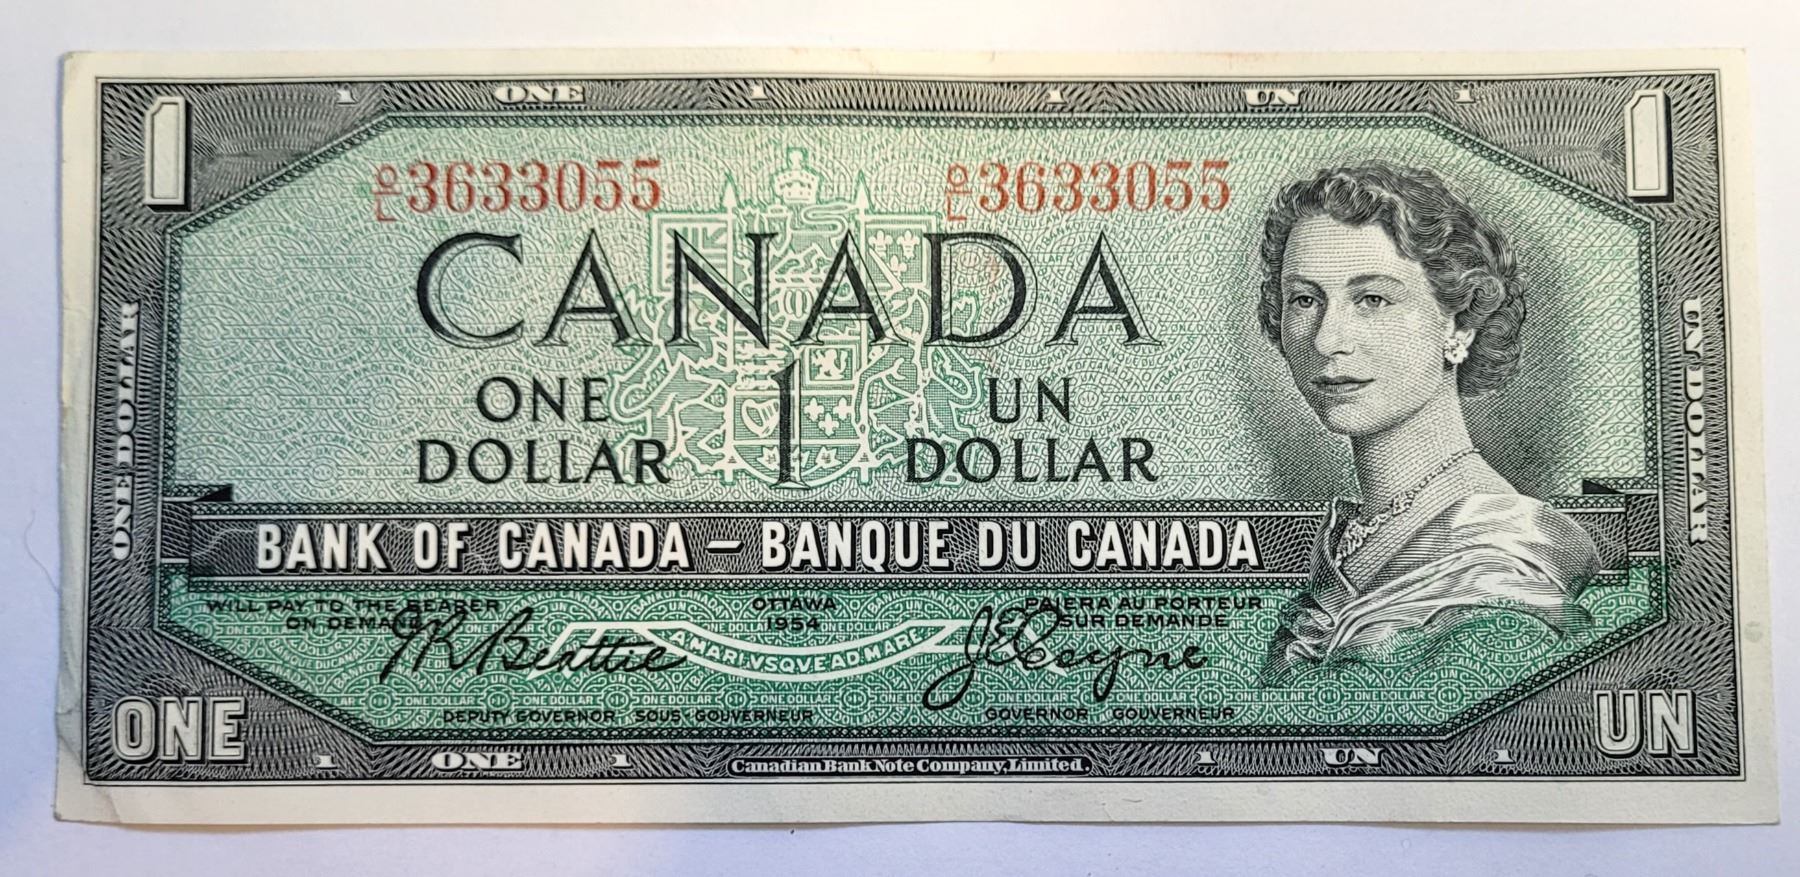 1 1 ONE 1 1 UN 1 1
O/L 3633055 O/L 3633055
CANADA
ONE DOLLAR
1
UN DOLLAR
ONE DOLLAR
UN DOLLAR
BANK OF CANADA – BANQUE DU CANADA
WILL PAY TO THE BEARER
ON DEMAND
OTTAWA
1954
PAIERA AU PORTEUR
SUR DEMANDE
J R Beattie
A·MARI·VSQVE·AD·MARE
J E Coyne
DEPUTY GOVERNOR SOUS-GOUVERNEUR
GOVERNOR GOUVERNEUR
ONE
UN
1 ONE 1
Canadian Bank Note Company, Limited.
1 UN 1